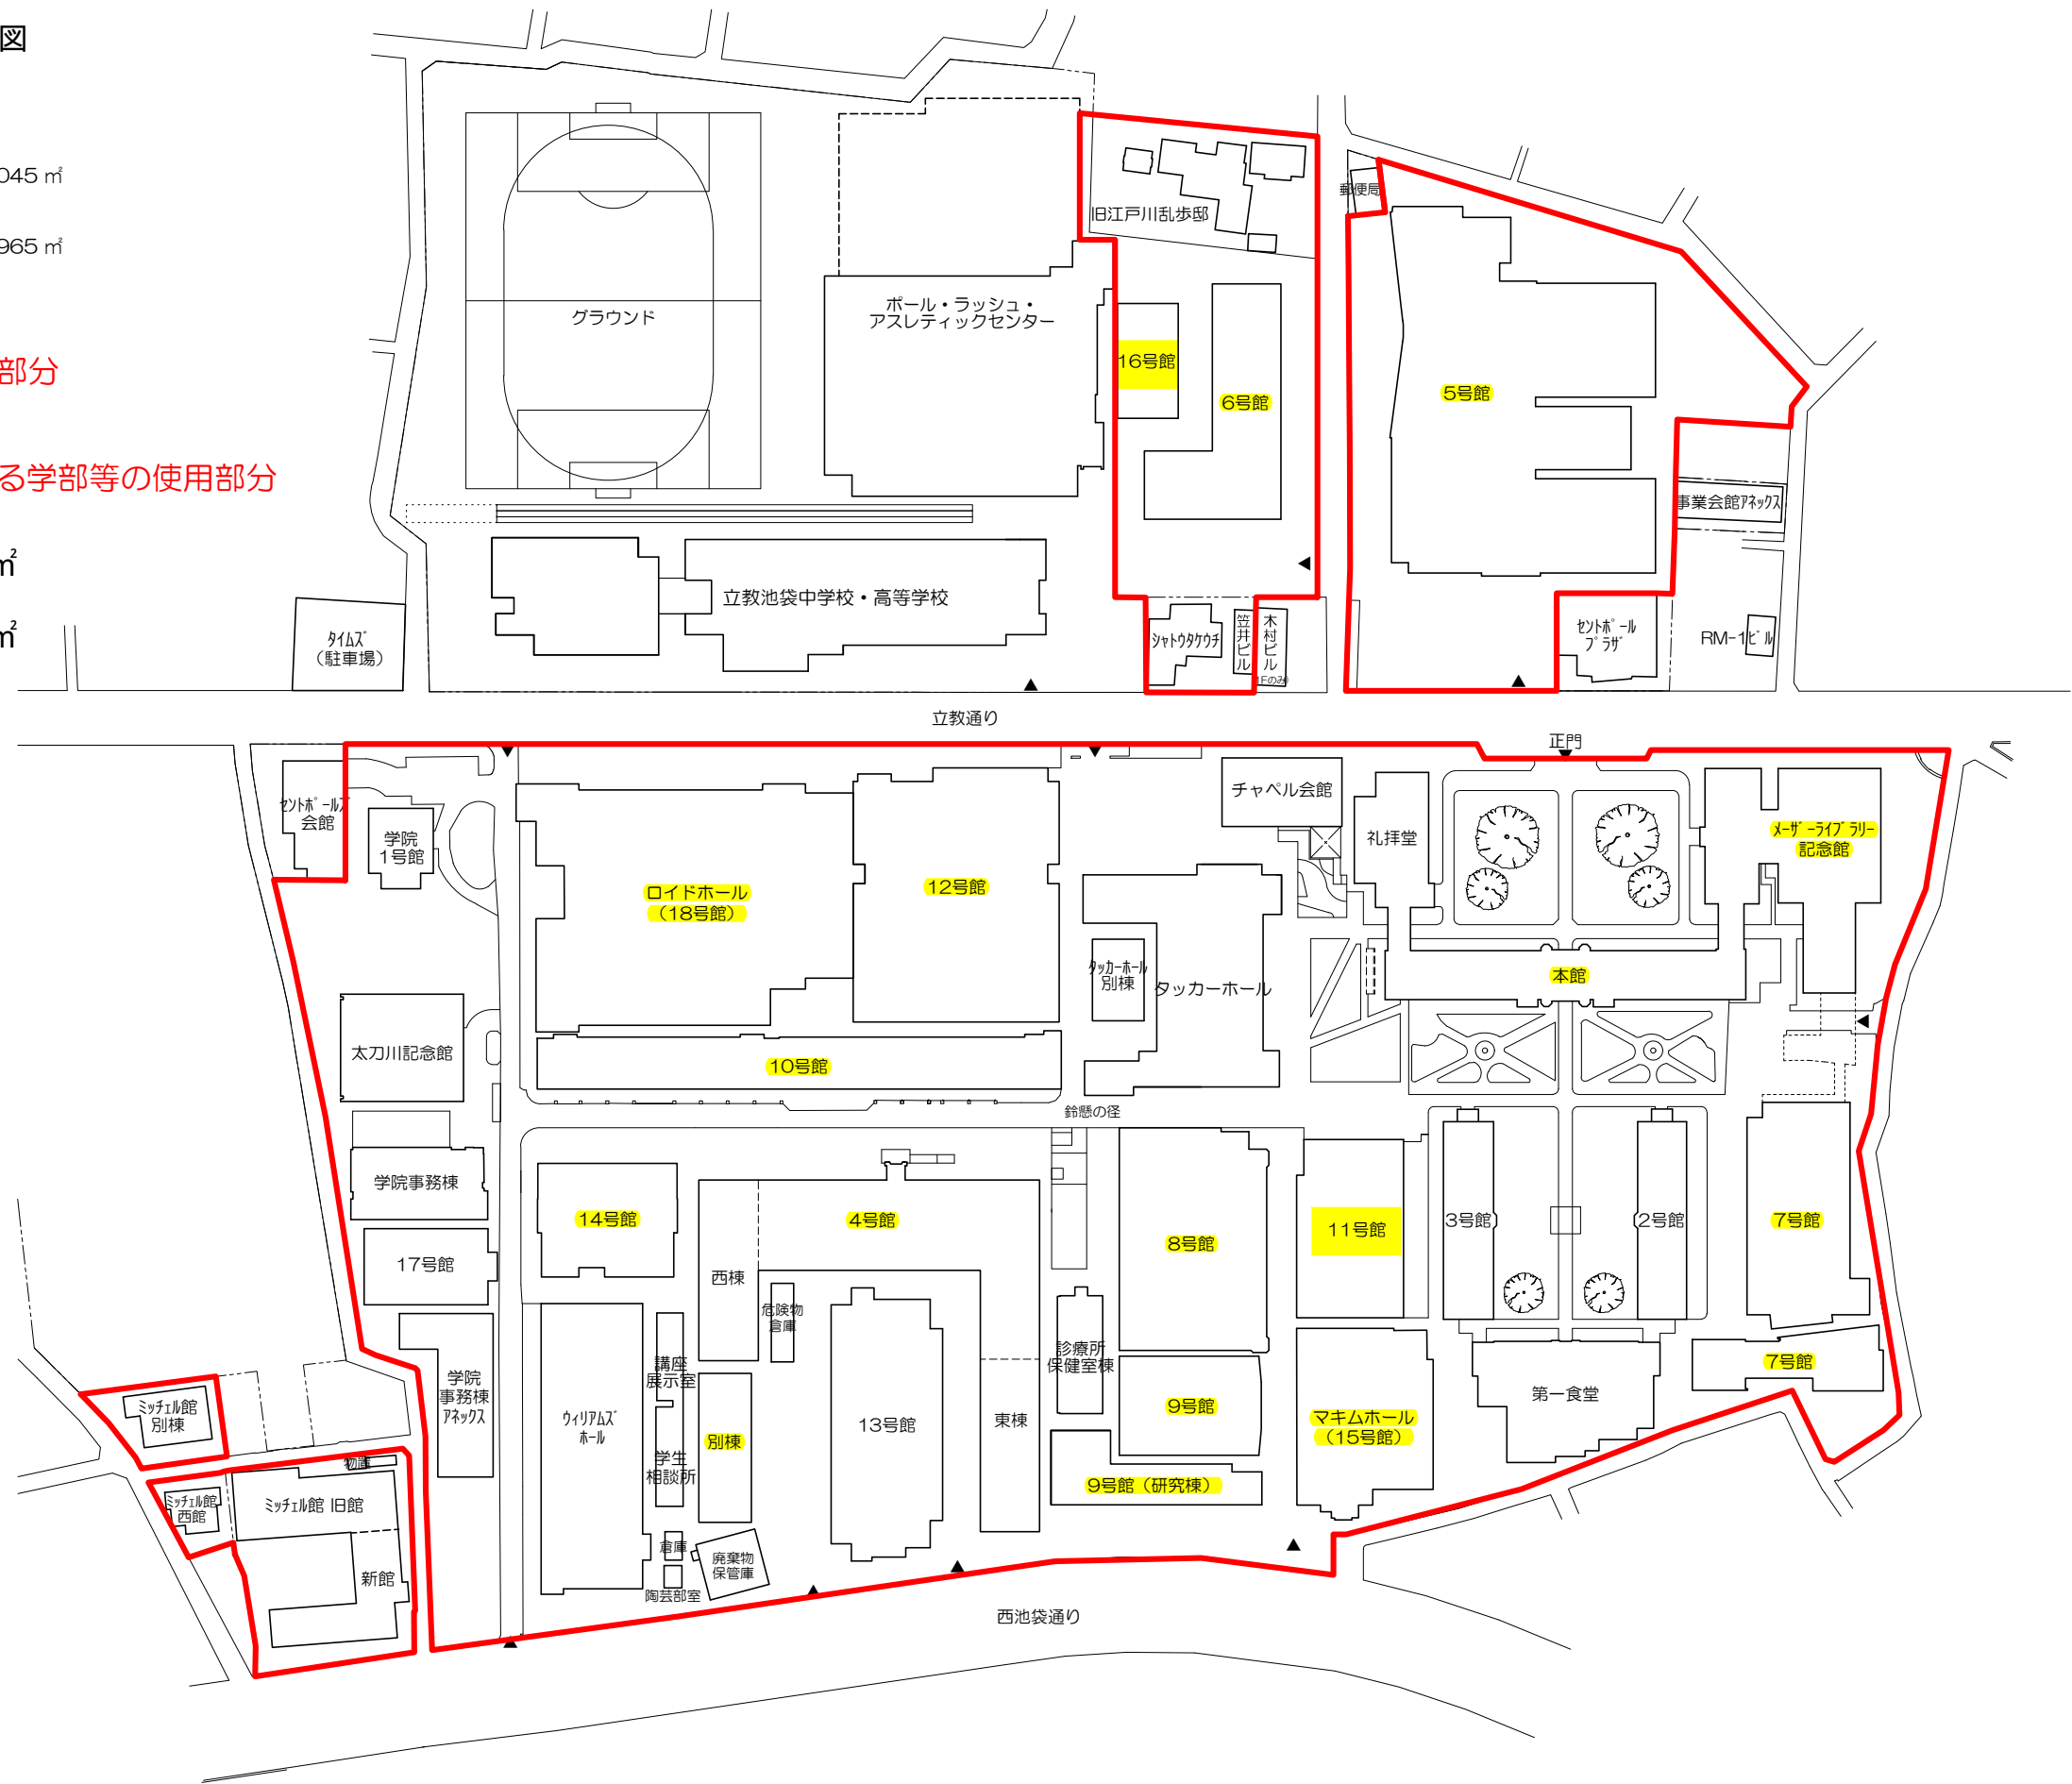 図
045 ㎡
965 ㎡
部分
る学部等の使用部分
㎡
㎡
郵便局
旧江戸川乱歩邸
グラウンド
ポール・ラッシュ・
アスレティックセンター
16号館
6号館
5号館
事業会館ｱﾈｯｸｽ
立教池袋中学校・高等学校
ﾀｲﾑｽﾞ
（駐車場）
ｼｬﾄｳﾀｹｳﾁ
笠井ビル
木村ビル
(1Fのみ)
ｾﾝﾄﾎﾟｰﾙ
ﾌﾟﾗｻﾞ
RM-1ﾋﾞﾙ
立教通り
正門
ｾﾝﾄﾎﾟｰﾙｽﾞ
会館
学院
1号館
ロイドホール
（18号館）
12号館
チャペル会館
礼拝堂
ﾒｰｻﾞｰﾗｲﾌﾞﾗﾘｰ
記念館
ﾀｯｶｰﾎｰﾙ
別棟
タッカーホール
本館
太刀川記念館
10号館
鈴懸の径
学院事務棟
14号館
4号館
8号館
11号館
3号館
2号館
7号館
17号館
西棟
危険物
倉庫
診療所
保健室棟
7号館
講座
展示室
学院
事務棟
ｱﾈｯｸｽ
ｳｨﾘｱﾑｽﾞ
ﾎｰﾙ
13号館
東棟
9号館
マキムホール
（15号館）
第一食堂
ﾐｯﾁｪﾙ館
別棟
別棟
学生
相談所
9号館（研究棟）
物置
ﾐｯﾁｪﾙ館
西館
ﾐｯﾁｪﾙ館 旧館
倉庫
廃棄物
保管庫
新館
陶芸部室
西池袋通り